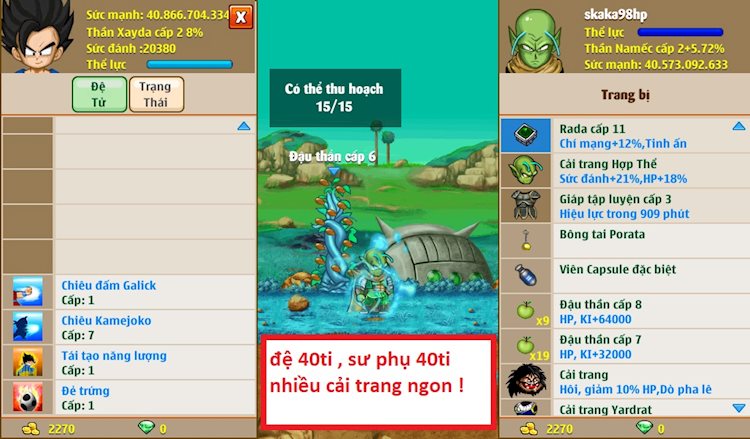 Sức mạnh: 40.866.704.334
Thần Xayda cấp 2 8%
Sức đánh :20380
Thể lực
X
Đệ
Tử
Trạng
Thái
Chiêu đấm Galick
Cấp: 1
Chiêu Kamejoko
Cấp: 7
Tái tạo năng lượng
Cấp: 1
Đẻ trứng
Cấp: 1
2270
0
Có thể thu hoạch
15/15
Đậu thần cấp 6
đệ 40ti , sư phụ 40ti
nhiều cải trang ngon !
skaka98hp
Thể lực
Thần Namếc cấp 2+5.72%
Sức mạnh: 40.573.092.633
Trang bị
Rada cấp 11
Chí mạng+12%,Tinh ấn
Cải trang Hợp Thể
Sức đánh+21%,HP+18%
Giáp tập luyện cấp 3
Hiệu lực trong 909 phút
Bông tai Porata
Viên Capsule đặc biệt
Đậu thần cấp 8
x9
HP, KI+64000
Đậu thần cấp 7
x19
HP, KI+32000
Cải trang
Hôi, giảm 10% HP,Dò pha lê
Cải trang Yardrat
2270
0